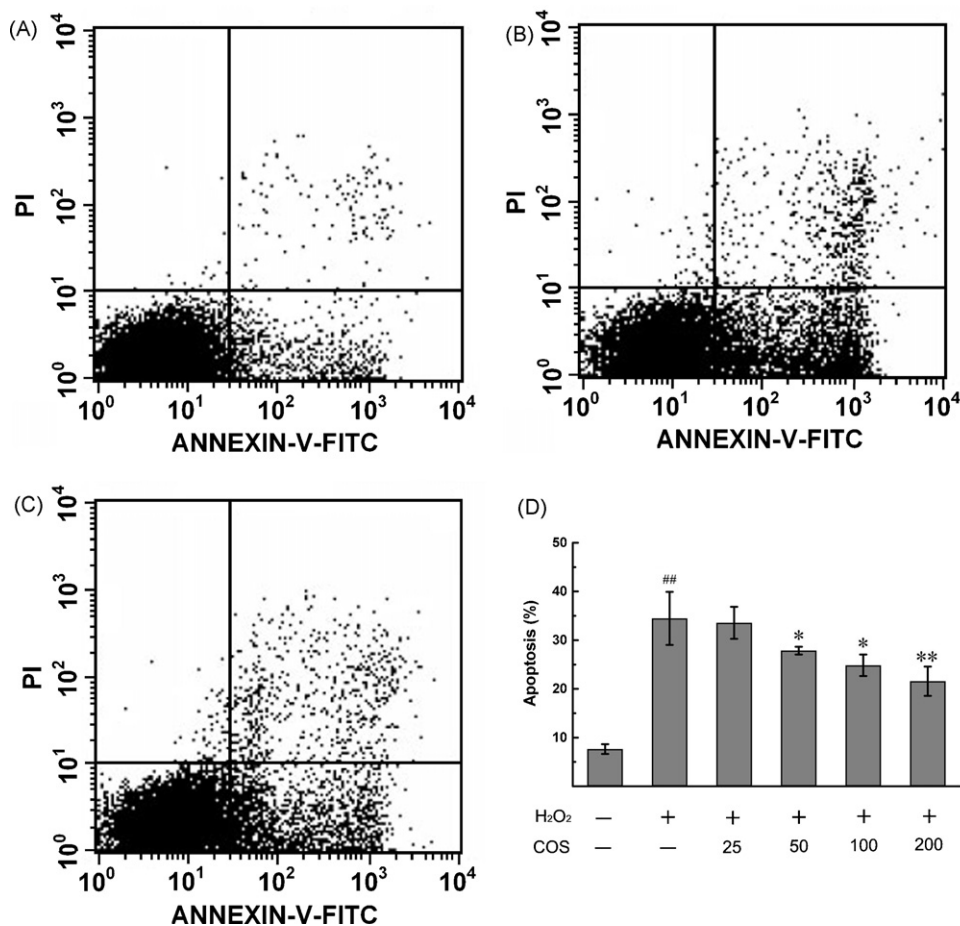 (A)
10⁴
10³
10²
10¹
10⁰
PI
10⁰ 10¹ 10² 10³ 10⁴
ANNEXIN-V-FITC
(B)
10⁴
10³
10²
10¹
10⁰
PI
10⁰ 10¹ 10² 10³ 10⁴
ANNEXIN-V-FITC
(C)
10⁴
10³
10²
10¹
10⁰
PI
10⁰ 10¹ 10² 10³ 10⁴
ANNEXIN-V-FITC
(D)
50
40
30
20
10
Apoptosis (%)
##
* * **
H₂O₂ — + + + + +
COS — — 25 50 100 200